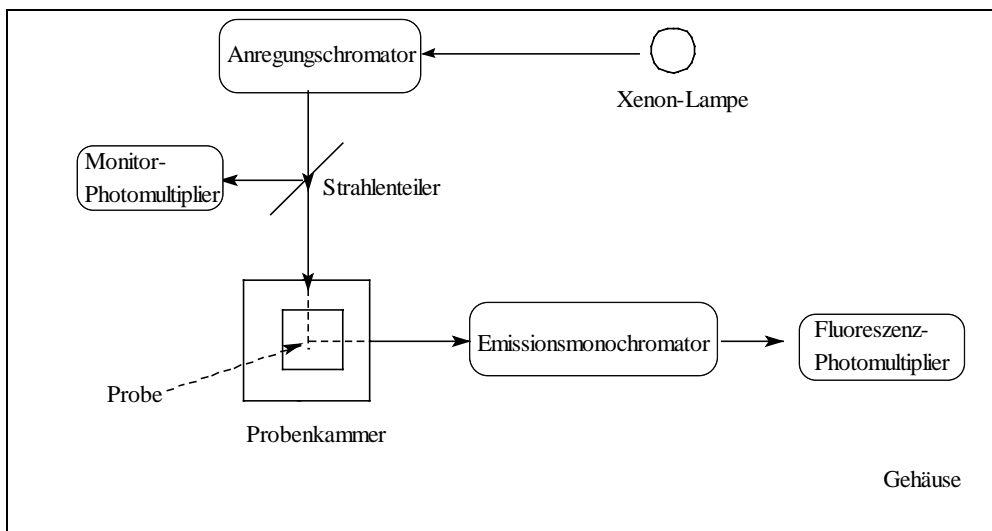 Anregungschromator
Xenon-Lampe
Monitor-
Photomultiplier
Strahlenteiler
Emissionsmonochromator
Fluoreszenz-
Photomultiplier
Probe
Probenkammer
Gehäuse